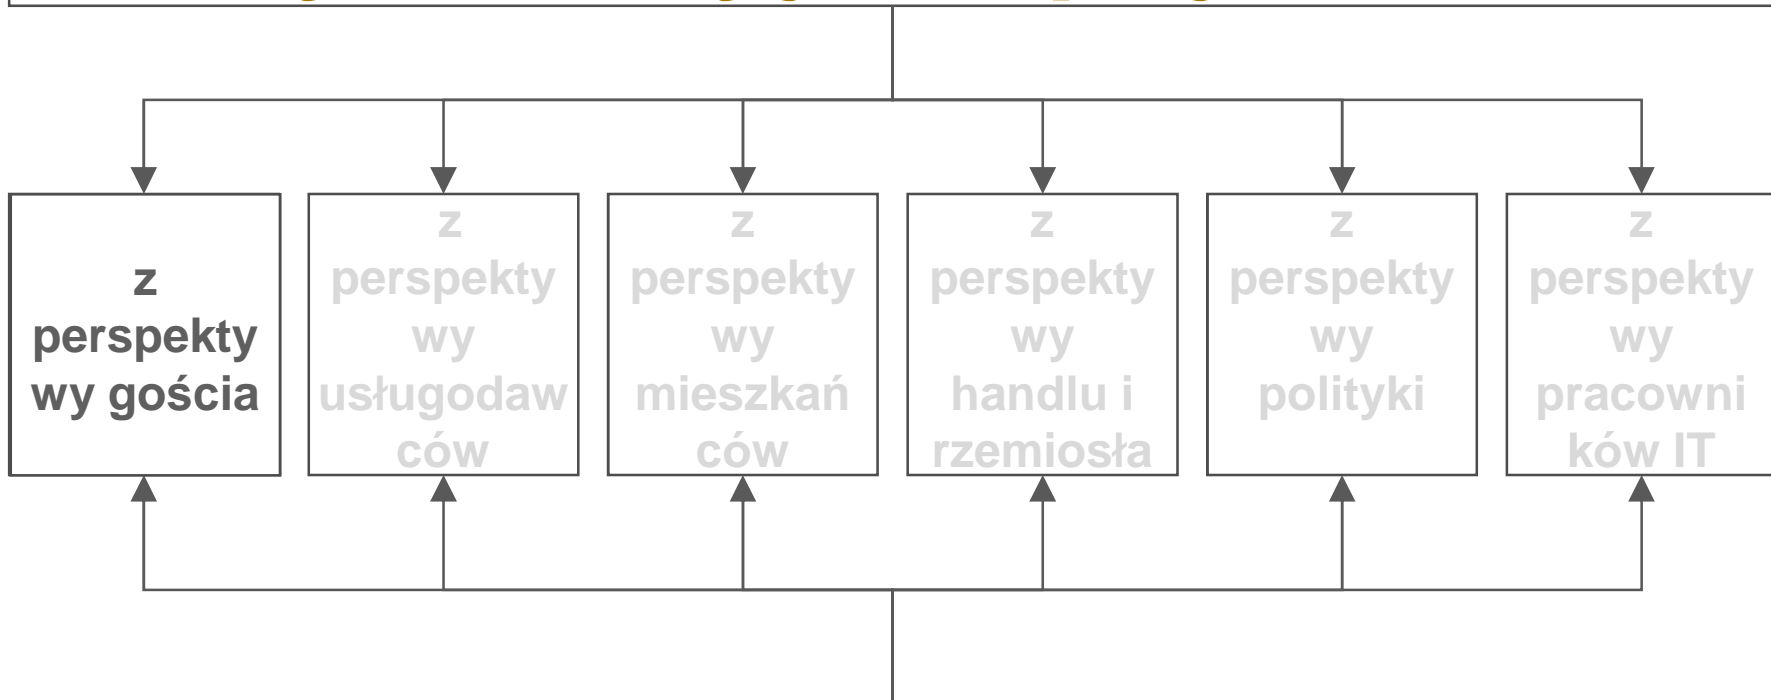 z
perspekty
wy gościa
z
perspekty
wy
usługodaw
ców
z
perspekty
wy
mieszkań
ców
z
perspekty
wy
handlu i
rzemiosła
z
perspekty
wy
polityki
z
perspekty
wy
pracowni
ków IT